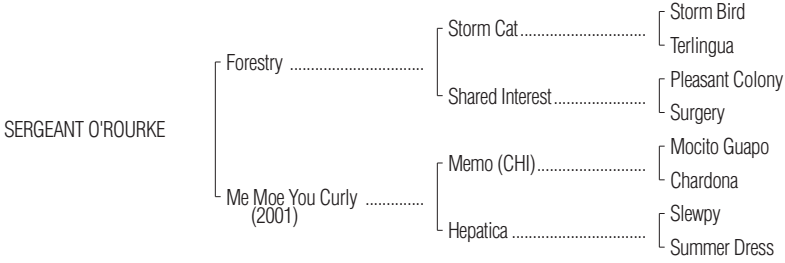 Storm Bird
Storm Cat..............................
Terlingua
Forestry ................................
Pleasant Colony
Shared Interest......................
Surgery
SERGEANT O'ROURKE
Mocito Guapo
Memo (CHI)..........................
Chardona
Me Moe You Curly ..............
(2001)
Slewpy
Hepatica ................................
Summer Dress